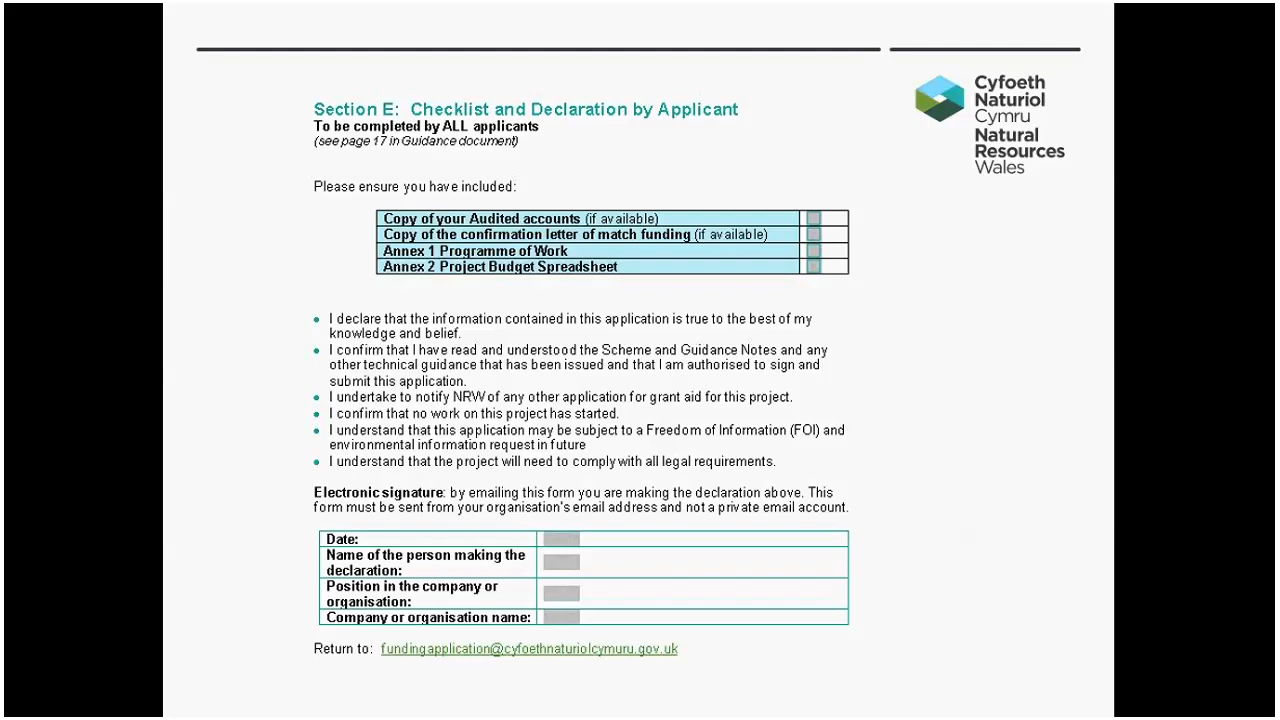 Section E: Checklist and Declaration by Applicant
To be completed by ALL applicants
(see page 17 in Guidance document)
Cyfoeth
Naturiol
Cymru
Natural
Resources
Wales
Please ensure you have included:
Copy of your Audited accounts (if available)
Copy of the confirmation letter of match funding (if available)
Annex 1 Programme of Work
Annex 2 Project Budget Spreadsheet
I declare that the information contained in this application is true to the best of my
knowledge and belief.
I confirm that I have read and understood the Scheme and Guidance Notes and any
other technical guidance that has been issued and that I am authorised to sign and
submit this application.
I undertake to notify NRW of any other application for grant aid for this project.
I confirm that no work on this project has started.
I understand that this application may be subject to a Freedom of Information (FOI) and
environmental information request in future
I understand that the project will need to comply with all legal requirements.
Electronic signature: by emailing this form you are making the declaration above. This
form must be sent from your organisation's email address and not a private email account.
Date:
Name of the person making the
declaration:
Position in the company or
organisation:
Company or organisation name:
Return to: fundingapplication@cyfoethnaturiolcymuru.gov.uk